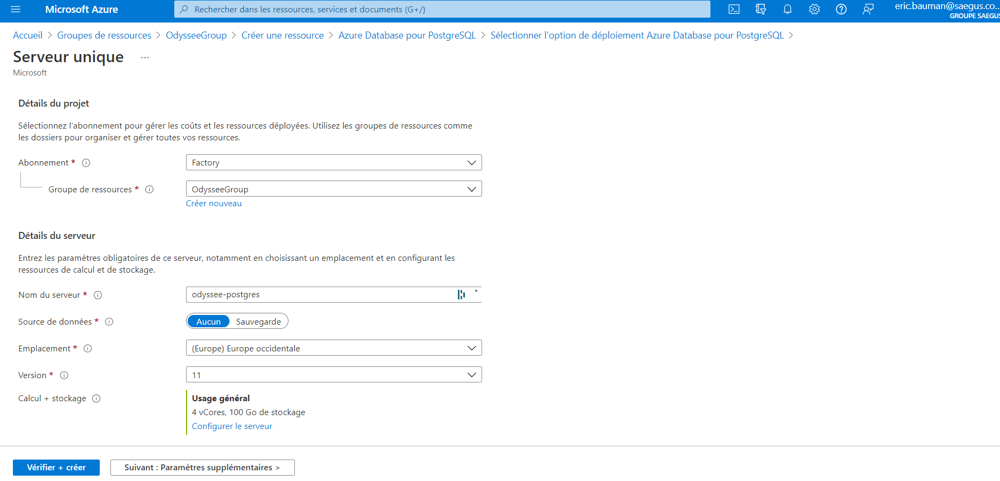 Microsoft Azure
Rechercher dans les ressources, services et documents (G+/)
eric.bauman@saegus.co...
GROUPE SAEGUS
Accueil > Groupes de ressources > OdysseeGroup > Créer une ressource > Azure Database pour PostgreSQL > Sélectionner l'option de déploiement Azure Database pour PostgreSQL >
Serveur unique ...
Microsoft
Détails du projet
Sélectionnez l'abonnement pour gérer les coûts et les ressources déployées. Utilisez les groupes de ressources comme
les dossiers pour organiser et gérer toutes vos ressources.
Abonnement * Factory
Groupe de ressources * OdysseeGroup
Créer nouveau
Détails du serveur
Entrez les paramètres obligatoires de ce serveur, notamment en choisissant un emplacement et en configurant les
ressources de calcul et de stockage.
Nom du serveur * odyssee-postgres
Source de données * Aucun Sauvegarde
Emplacement * (Europe) Europe occidentale
Version * 11
Calcul + stockage Usage général
4 vCores, 100 Go de stockage
Configurer le serveur
Vérifier + créer Suivant : Paramètres supplémentaires >